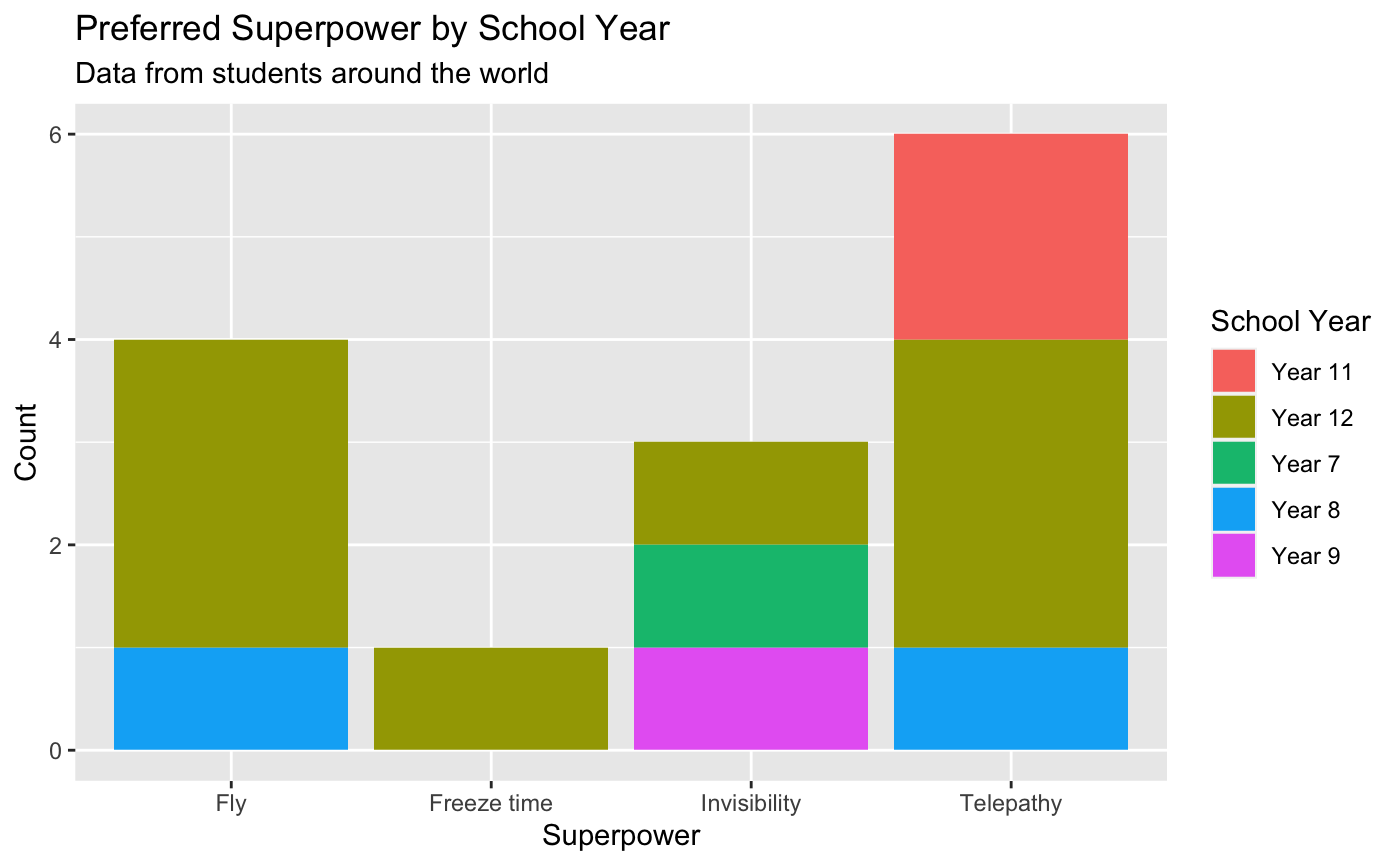 Preferred Superpower by School Year
Data from students around the world
6
4
2
0
Count
Fly
Freeze time
Invisibility
Telepathy
Superpower
School Year
Year 11
Year 12
Year 7
Year 8
Year 9